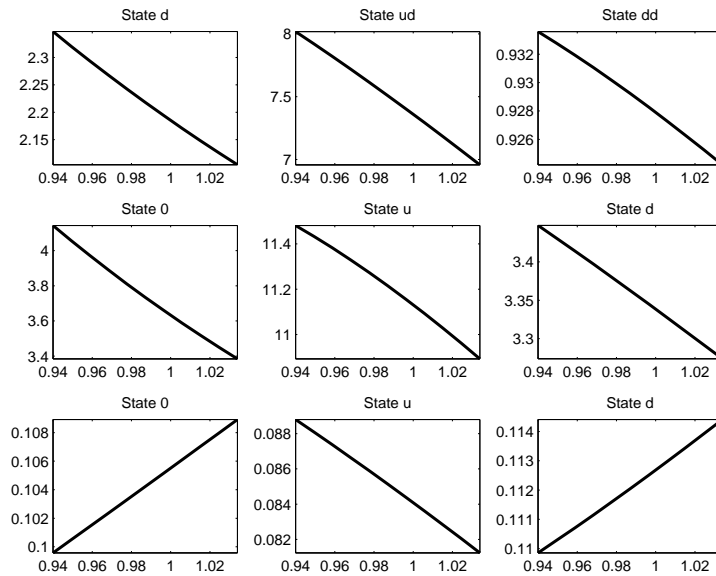 State d
State ud
State dd
2.3
2.25
2.2
2.15
0.94 0.96 0.98 1 1.02
8
7.5
7
0.94 0.96 0.98 1 1.02
0.932
0.93
0.928
0.926
0.94 0.96 0.98 1 1.02
State 0
State u
State d
4
3.8
3.6
3.4
0.94 0.96 0.98 1 1.02
11.4
11.2
11
0.94 0.96 0.98 1 1.02
3.4
3.35
3.3
0.94 0.96 0.98 1 1.02
State 0
State u
State d
0.108
0.106
0.104
0.102
0.1
0.94 0.96 0.98 1 1.02
0.088
0.086
0.084
0.082
0.94 0.96 0.98 1 1.02
0.114
0.113
0.112
0.111
0.11
0.94 0.96 0.98 1 1.02